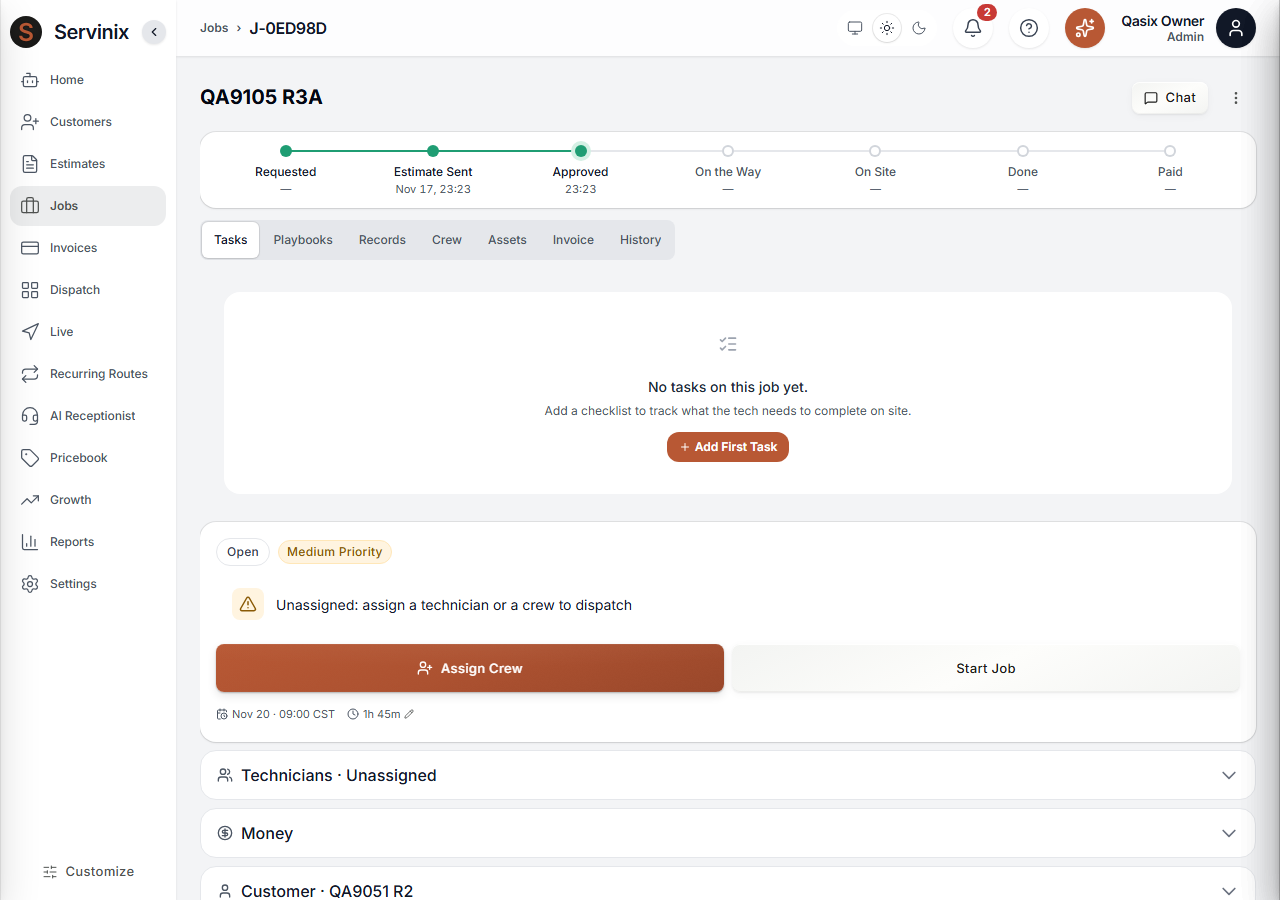 S
Servinix
Home
Customers
Estimates
Jobs
Invoices
Dispatch
Live
Recurring Routes
AI Receptionist
Pricebook
Growth
Reports
Settings
Customize
Jobs › J-0ED98D
2
Qasix Owner
Admin
QA9105 R3A
Chat
Requested
—
Estimate Sent
Nov 17, 23:23
Approved
23:23
On the Way
—
On Site
—
Done
—
Paid
—
Tasks Playbooks Records Crew Assets Invoice History
No tasks on this job yet.
Add a checklist to track what the tech needs to complete on site.
+ Add First Task
Open Medium Priority
Unassigned: assign a technician or a crew to dispatch
Assign Crew
Start Job
Nov 20 · 09:00 CST 1h 45m
Technicians · Unassigned
Money
Customer · QA9051 R2